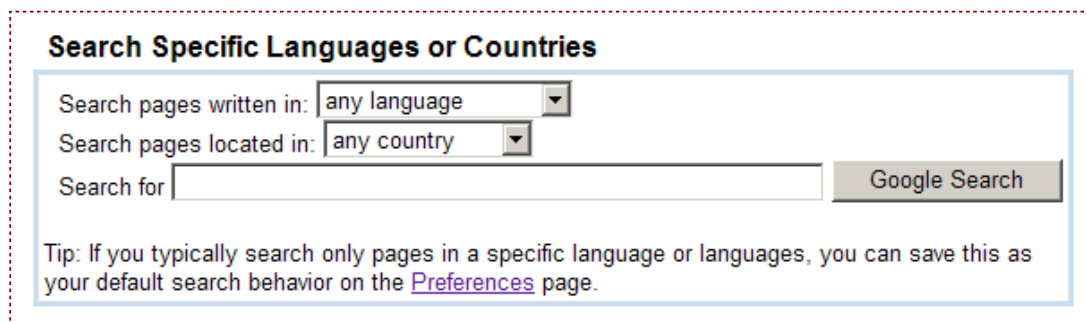 Search Specific Languages or Countries
Search pages written in: any language
Search pages located in: any country
Search for Google Search
Tip: If you typically search only pages in a specific language or languages, you can save this as
your default search behavior on the Preferences page.